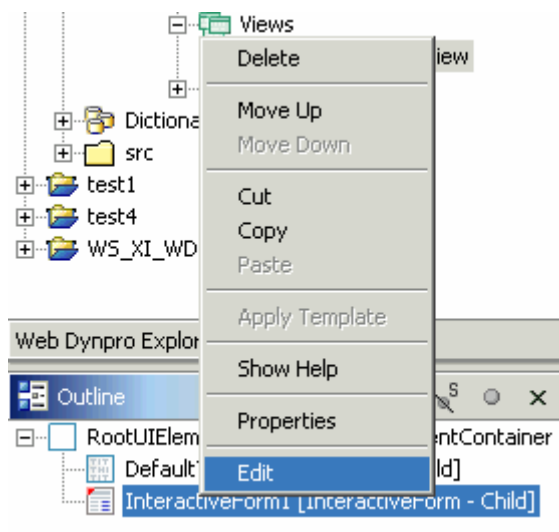 Views
Delete
iew
Move Up
Dictiona
Move Down
src
test1
Cut
test4
Copy
WS_XI_WD
Paste
Apply Template
Web Dynpro Explor
Show Help
Outline
S
Properties
RootUIElem entContainer
Default ld]
Edit
InteractiveForm1 [InteractiveForm - Child]